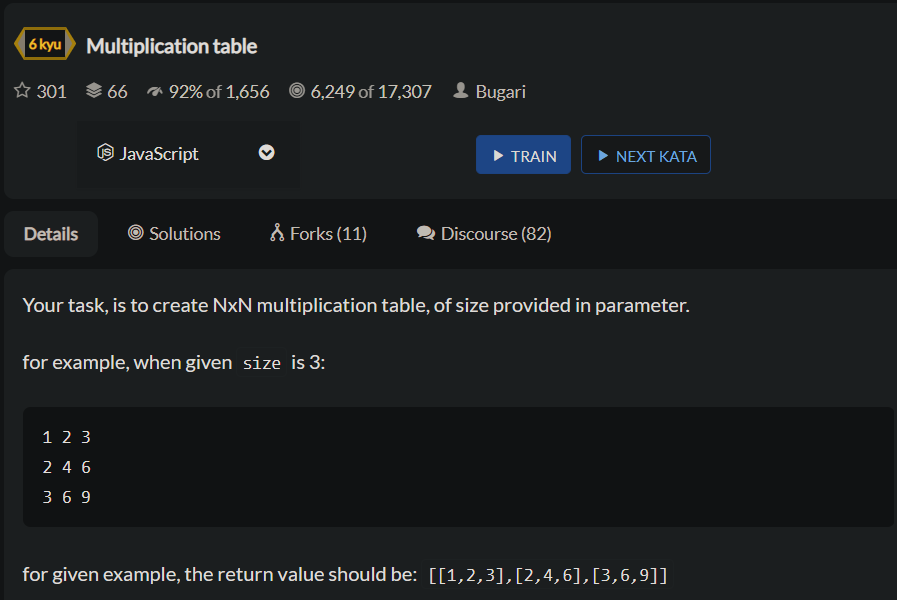 6 kyu Multiplication table
301 66 92% of 1,656 6,249 of 17,307 Bugari
JS JavaScript TRAIN NEXT KATA
Details Solutions Forks (11) Discourse (82)
Your task, is to create NxN multiplication table, of size provided in parameter.
for example, when given size is 3:
1 2 3
2 4 6
3 6 9
for given example, the return value should be: [[1,2,3],[2,4,6],[3,6,9]]